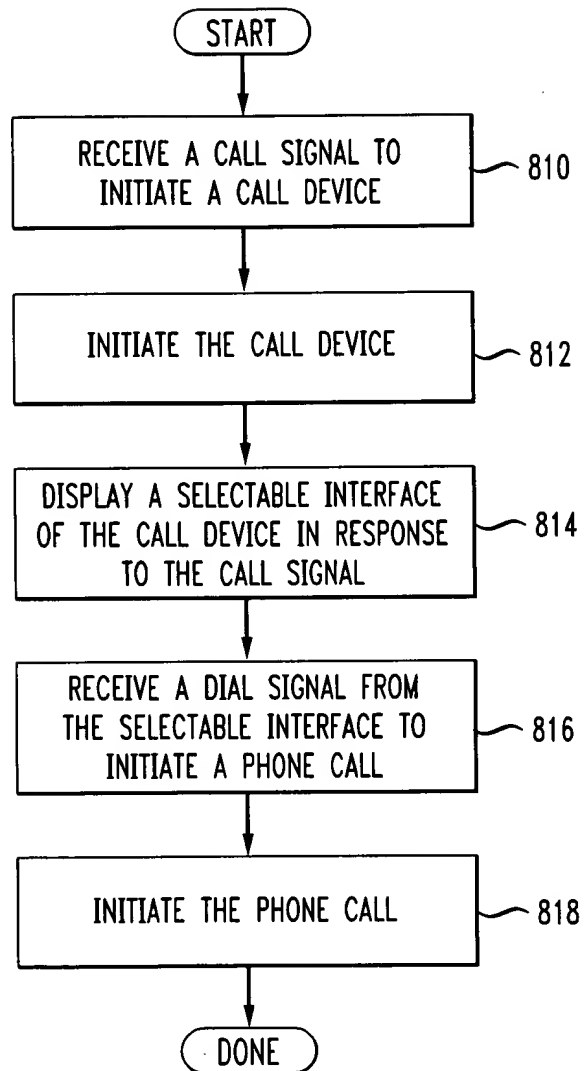 START
RECEIVE A CALL SIGNAL TO
INITIATE A CALL DEVICE
810
INITIATE THE CALL DEVICE
812
DISPLAY A SELECTABLE INTERFACE
OF THE CALL DEVICE IN RESPONSE
TO THE CALL SIGNAL
814
RECEIVE A DIAL SIGNAL FROM
THE SELECTABLE INTERFACE TO
INITIATE A PHONE CALL
816
INITIATE THE PHONE CALL
818
DONE